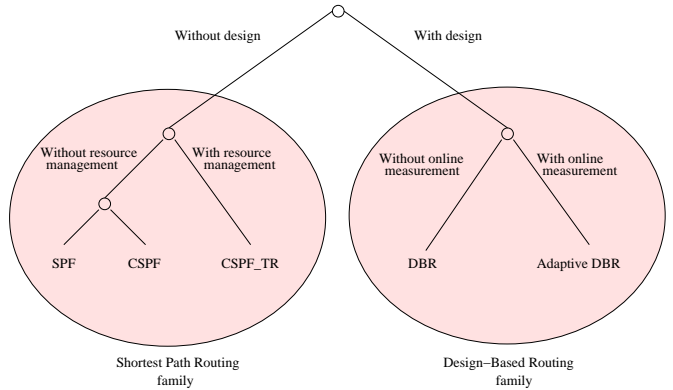 Without design
With design
Without resource
management
With resource
management
Without online
measurement
With online
measurement
SPF
CSPF
CSPF_TR
DBR
Adaptive DBR
Shortest Path Routing
family
Design−Based Routing
family